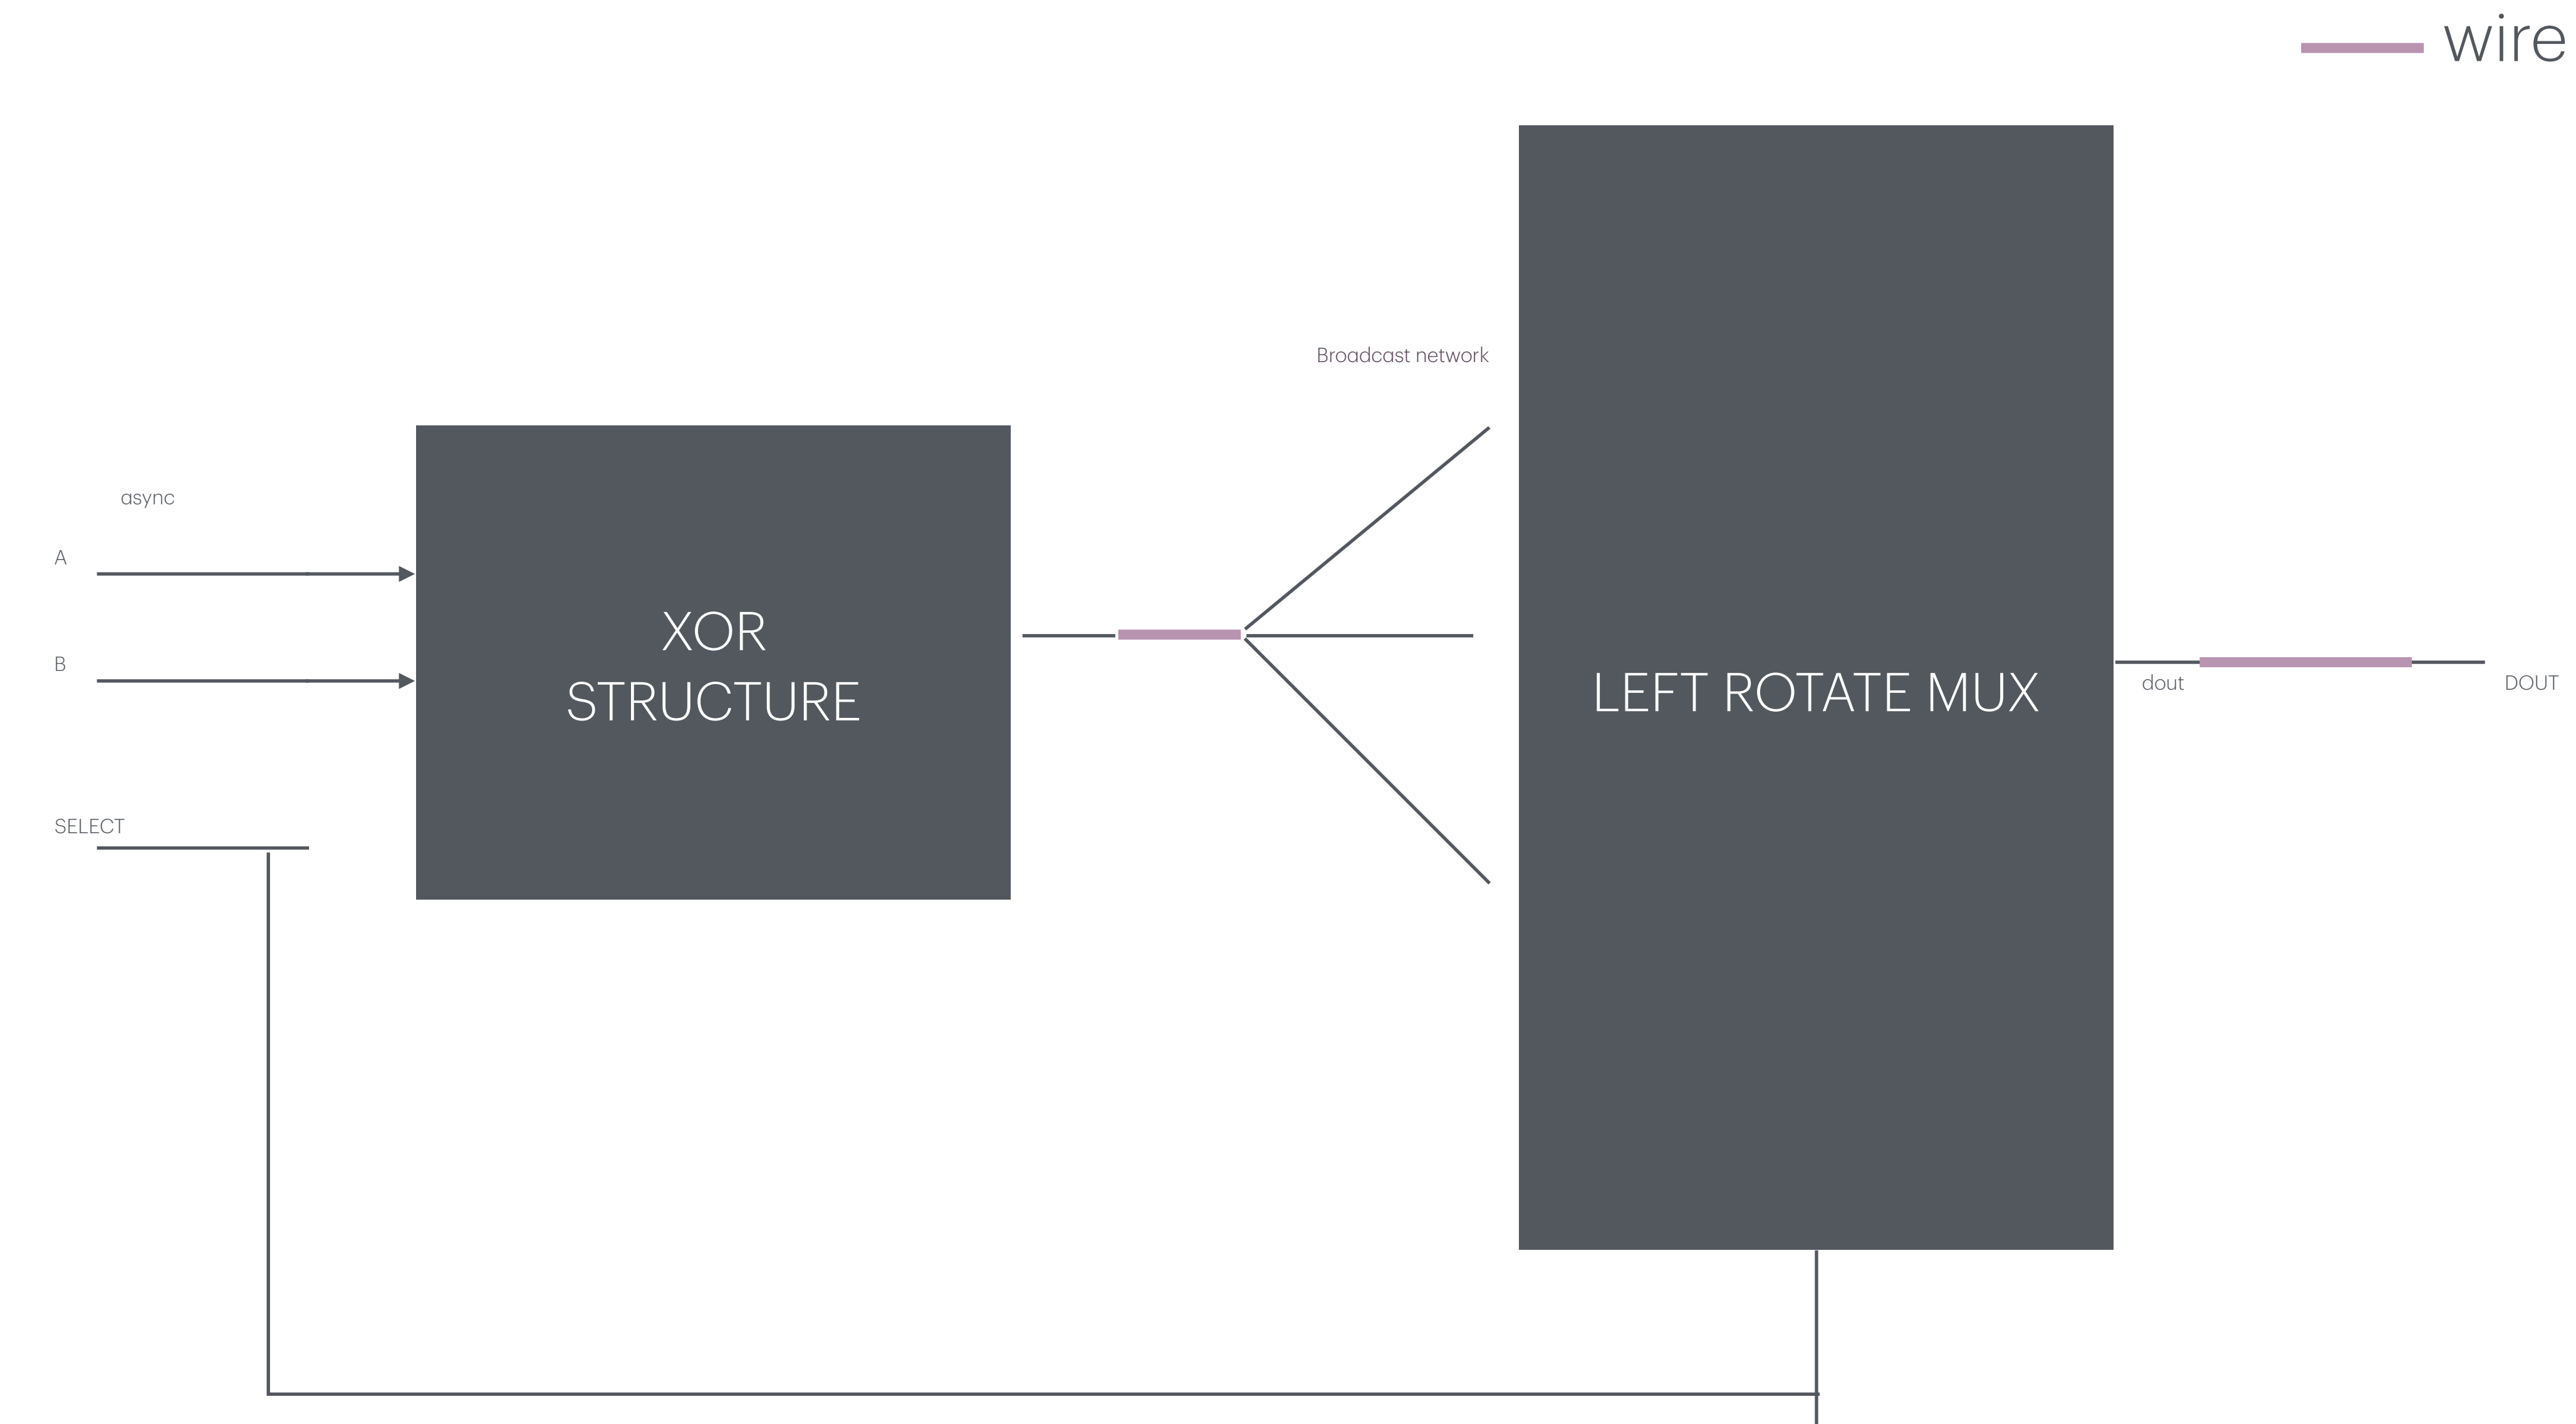 wire
Broadcast network
async
A
B
XOR
STRUCTURE
LEFT ROTATE MUX
dout
DOUT
SELECT